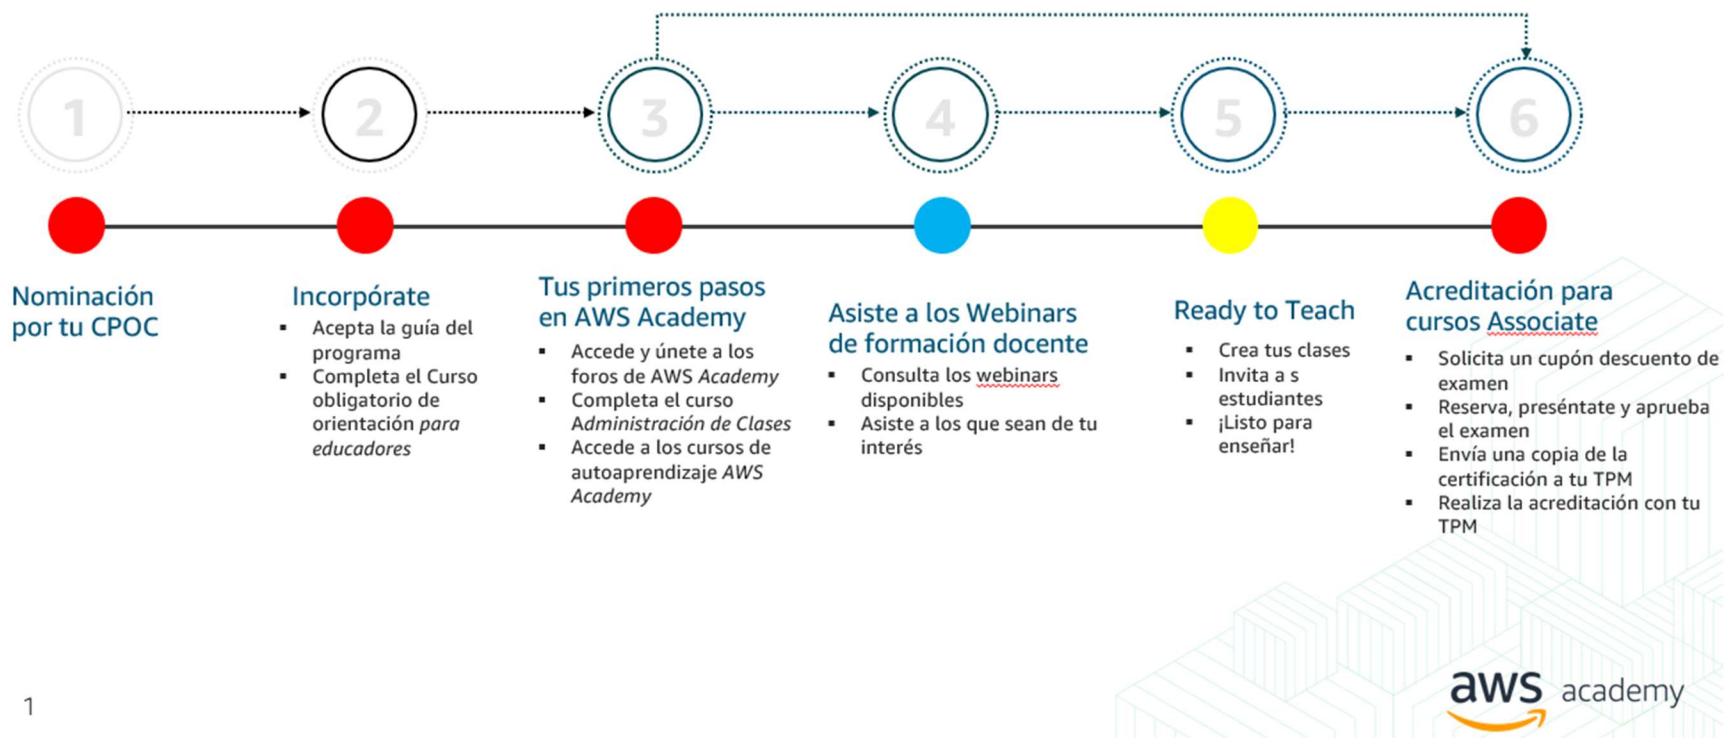 1
2
3
4
5
6
Nominación
por tu CPOC
Incorpórate
▪ Acepta la guía del
programa
▪ Completa el Curso
obligatorio de
orientación para
educadores
Tus primeros pasos
en AWS Academy
▪ Accede y únete a los
foros de AWS Academy
▪ Completa el curso
Administración de Clases
▪ Accede a los cursos de
autoaprendizaje AWS
Academy
Asiste a los Webinars
de formación docente
▪ Consulta los webinars
disponibles
▪ Asiste a los que sean de tu
interés
Ready to Teach
▪ Crea tus clases
▪ Invita a s
estudiantes
▪ ¡Listo para
enseñar!
Acreditación para
cursos Associate
▪ Solicita un cupón descuento de
examen
▪ Reserva, preséntate y aprueba
el examen
▪ Envía una copia de la
certificación a tu TPM
▪ Realiza la acreditación con tu
TPM
1
aws academy